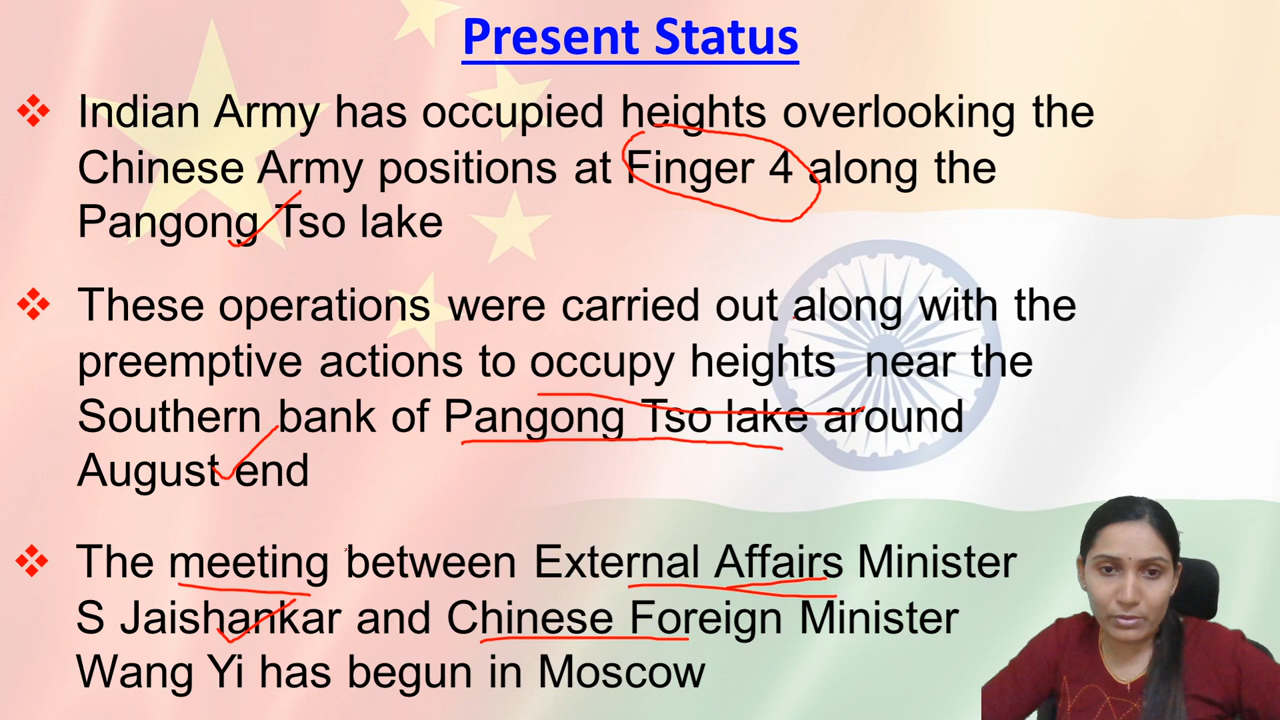 Present Status
❖ Indian Army has occupied heights overlooking the
Chinese Army positions at Finger 4 along the
Pangong Tso lake
❖ These operations were carried out along with the
preemptive actions to occupy heights near the
Southern bank of Pangong Tso lake around
August end
❖ The meeting between External Affairs Minister
S Jaishankar and Chinese Foreign Minister
Wang Yi has begun in Moscow